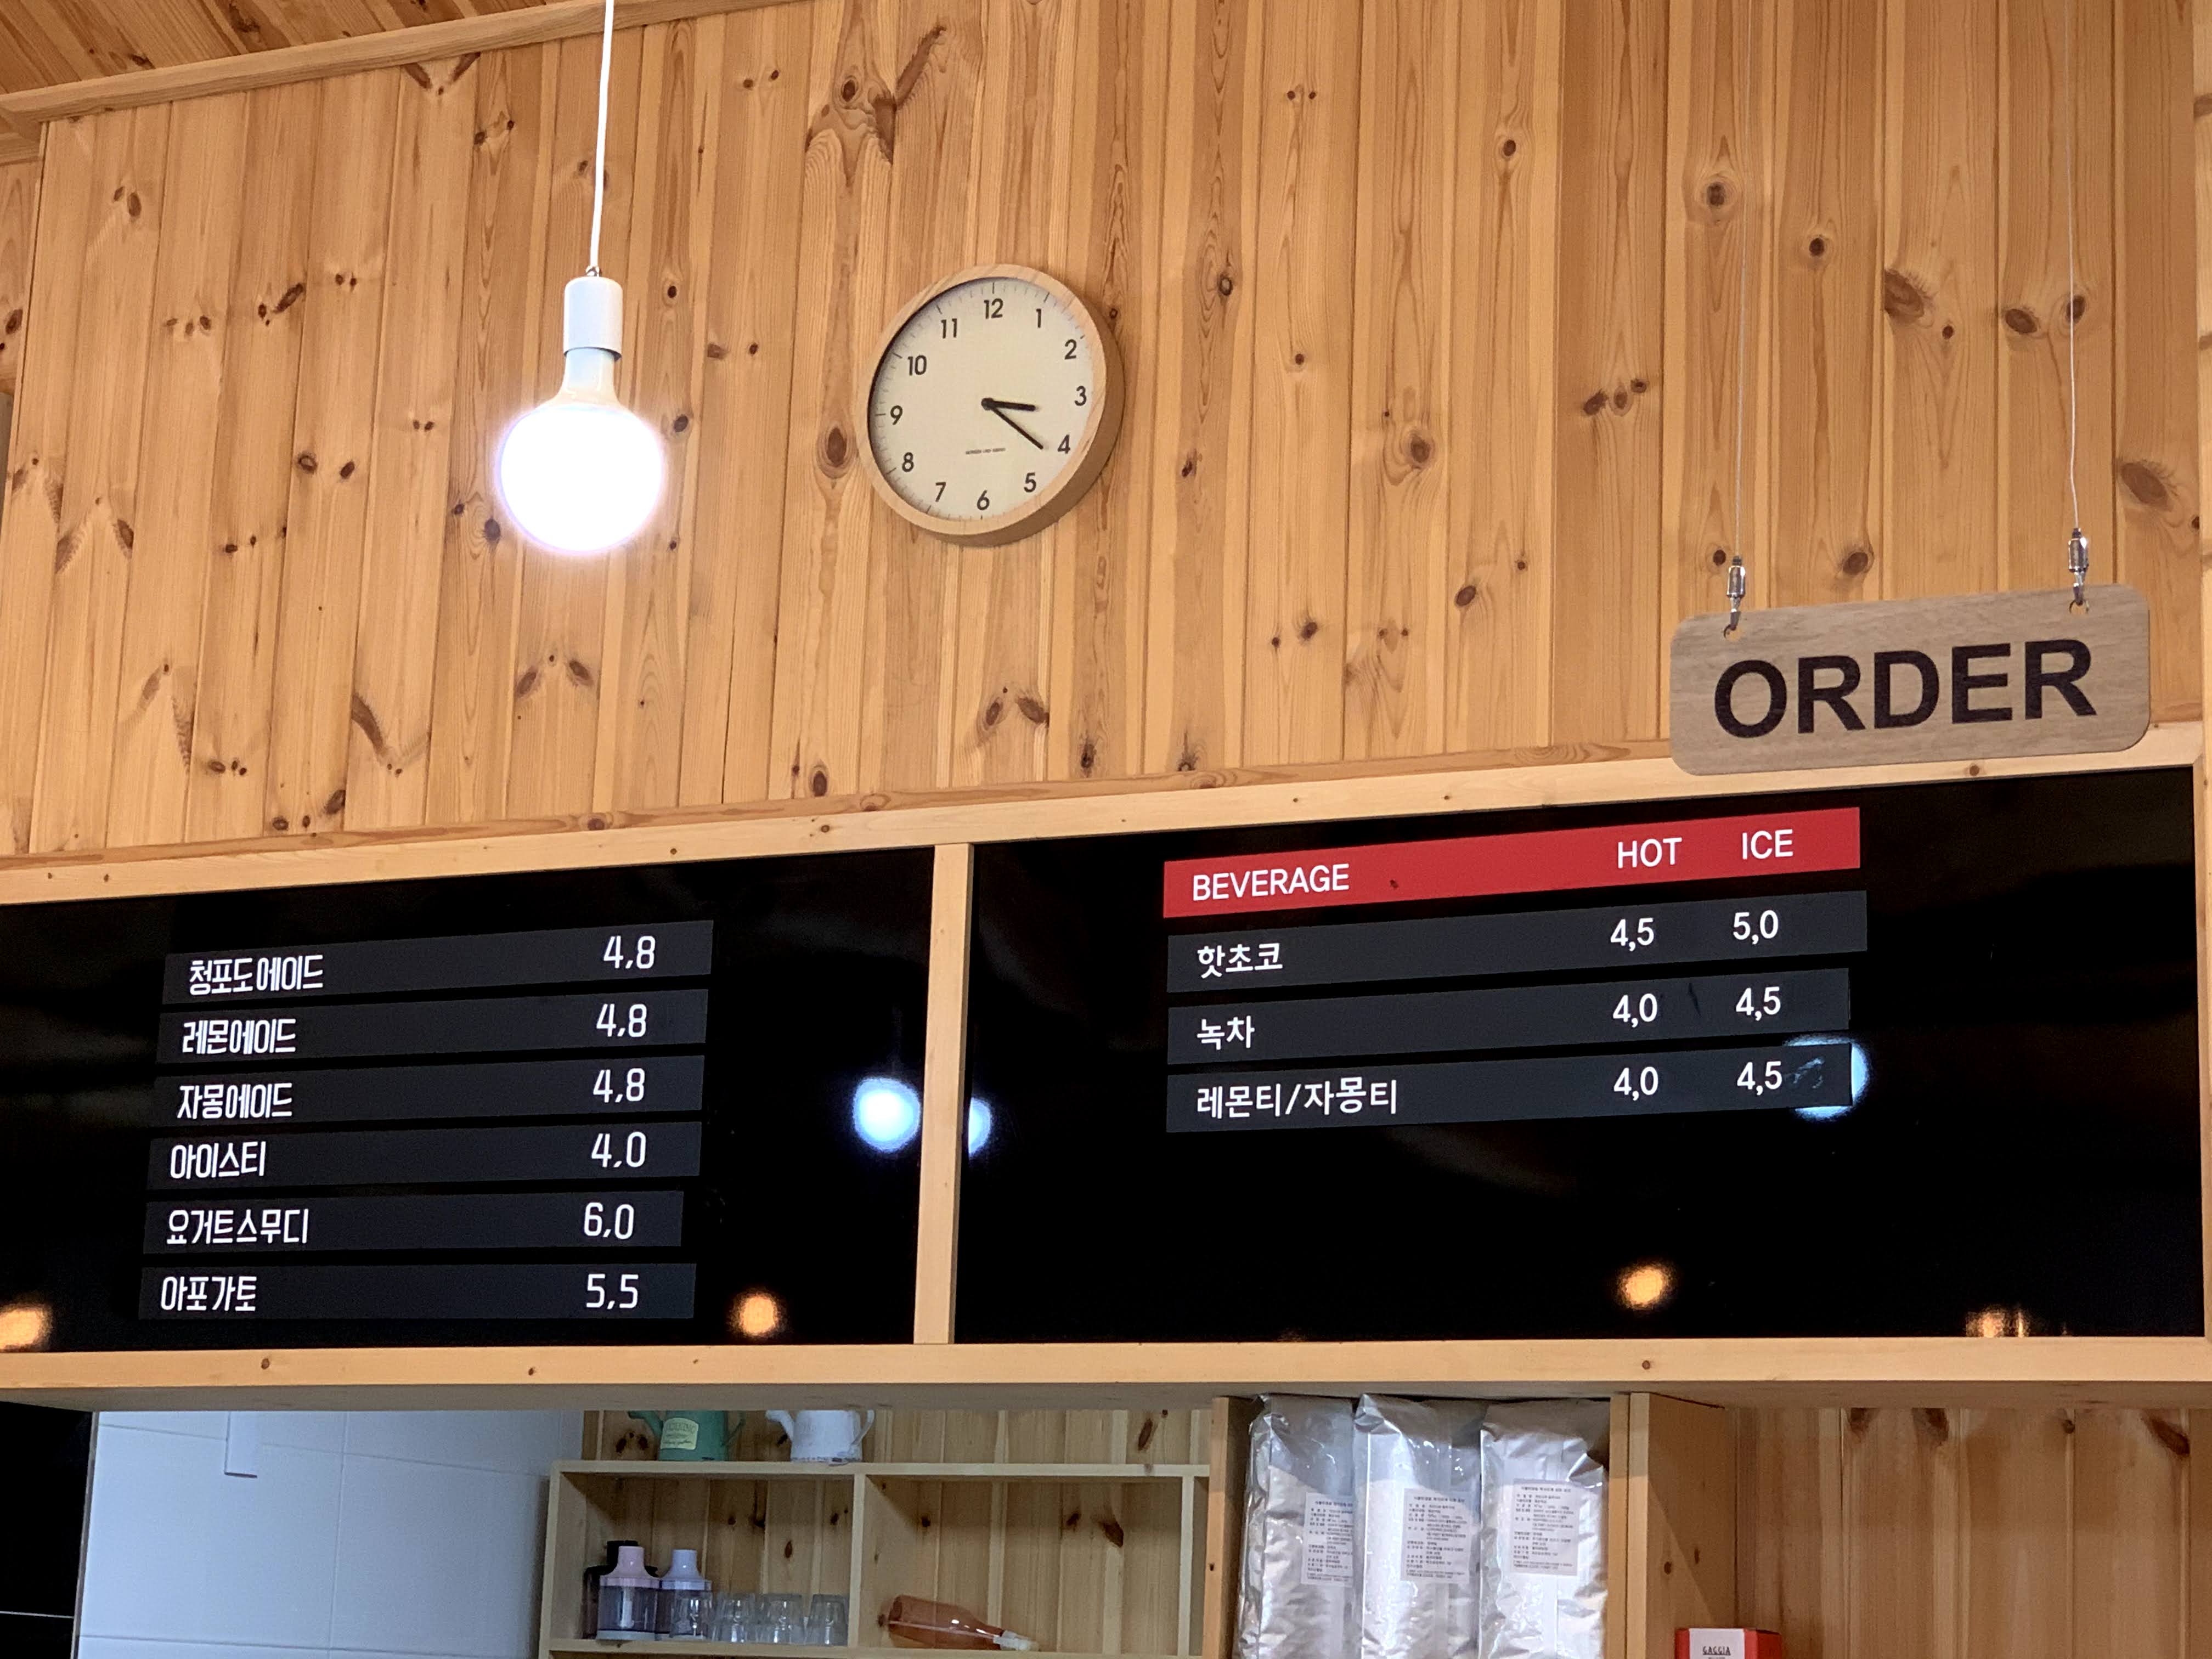 12
1
2
3
4
5
6
7
8
9
10
11
ORDER
청포도에이드 4,8
레몬에이드 4,8
자몽에이드 4,8
아이스티 4,0
요거트스무디 6,0
아포가토 5,5
BEVERAGE HOT ICE
핫초코 4,5 5,0
녹차 4,0 4,5
레몬티/자몽티 4,0 4,5
GAGGIA